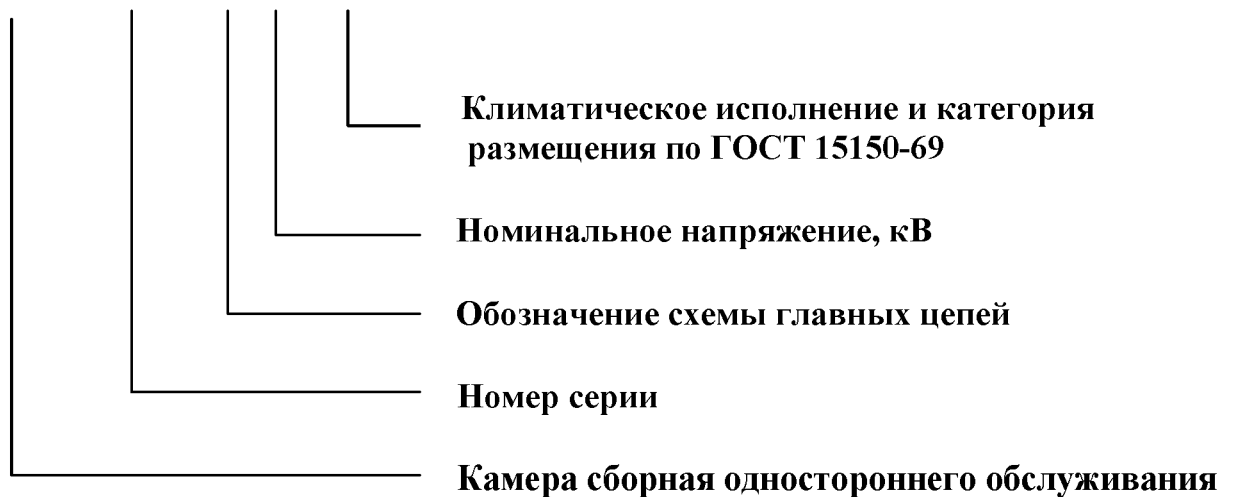 Климатическое исполнение и категория
размещения по ГОСТ 15150-69
Номинальное напряжение, кВ
Обозначение схемы главных цепей
Номер серии
Камера сборная одностороннего обслуживания